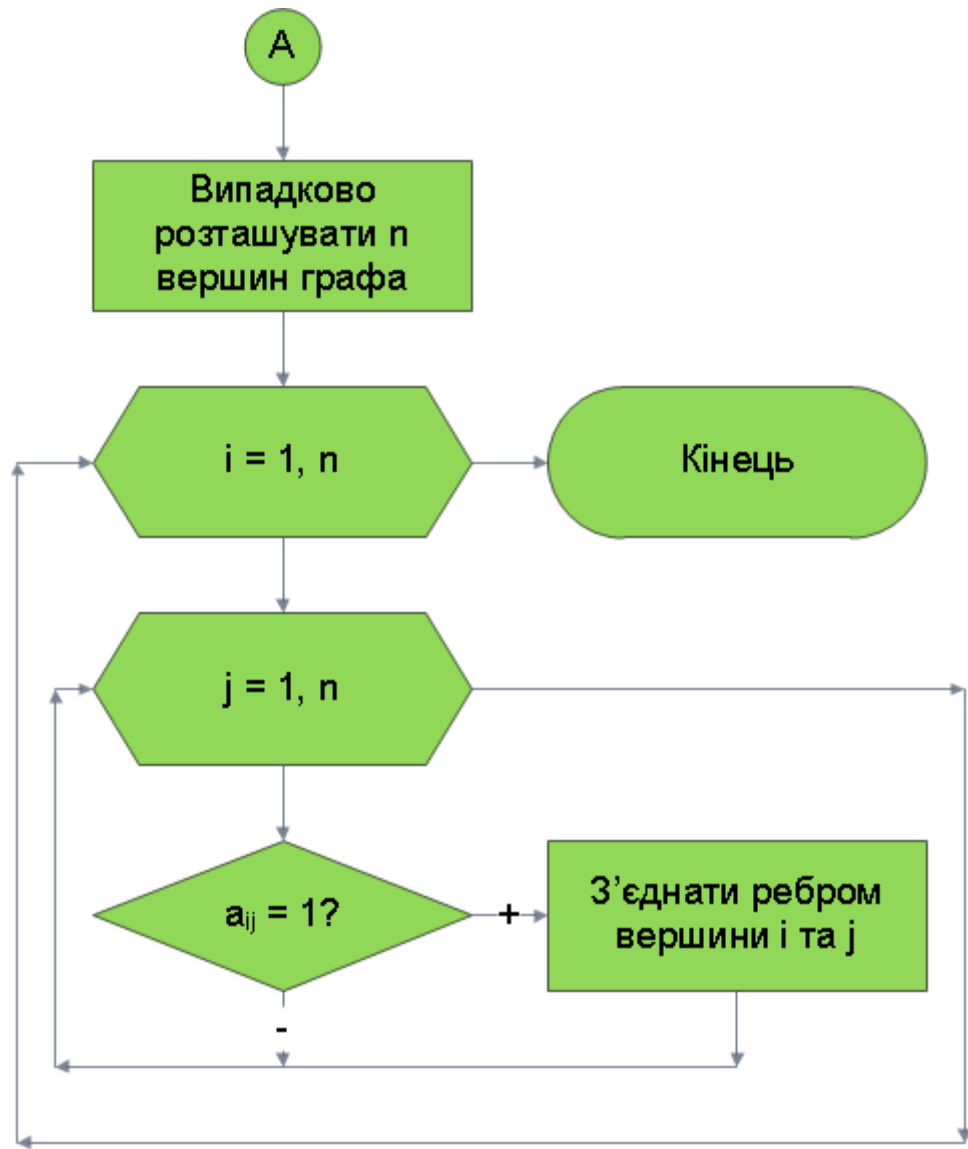 А
Випадково
розташувати n
вершин графа
i = 1, n
Кінець
j = 1, n
aᵢⱼ = 1?
+
З’єднати ребром
вершини i та j
-